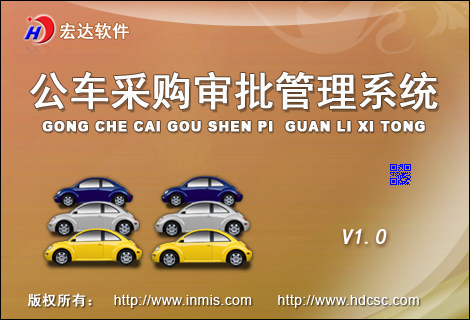 宏达软件
公车采购审批管理系统
GONG CHE CAI GOU SHEN PI GUAN LI XI TONG
V1.0
版权所有： http://www.inmis.com http://www.hdcsc.com